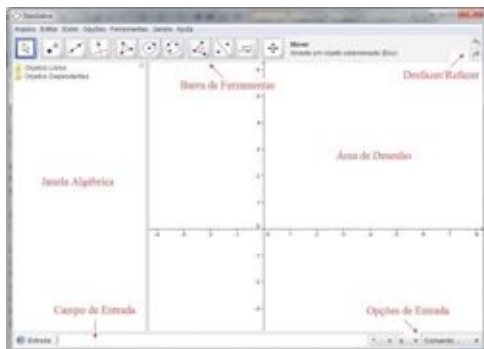 GeoGebra
Arquivo Editar Exibir Opções Ferramentas Janela Ajuda
Mover
Desfazer/Refazer
Objetos Livres
Objetos Dependentes
Barra de Ferramentas
Área de Desenho
Janela Algébrica
Campo de Entrada
Opções de Entrada
Entrada:
Comando